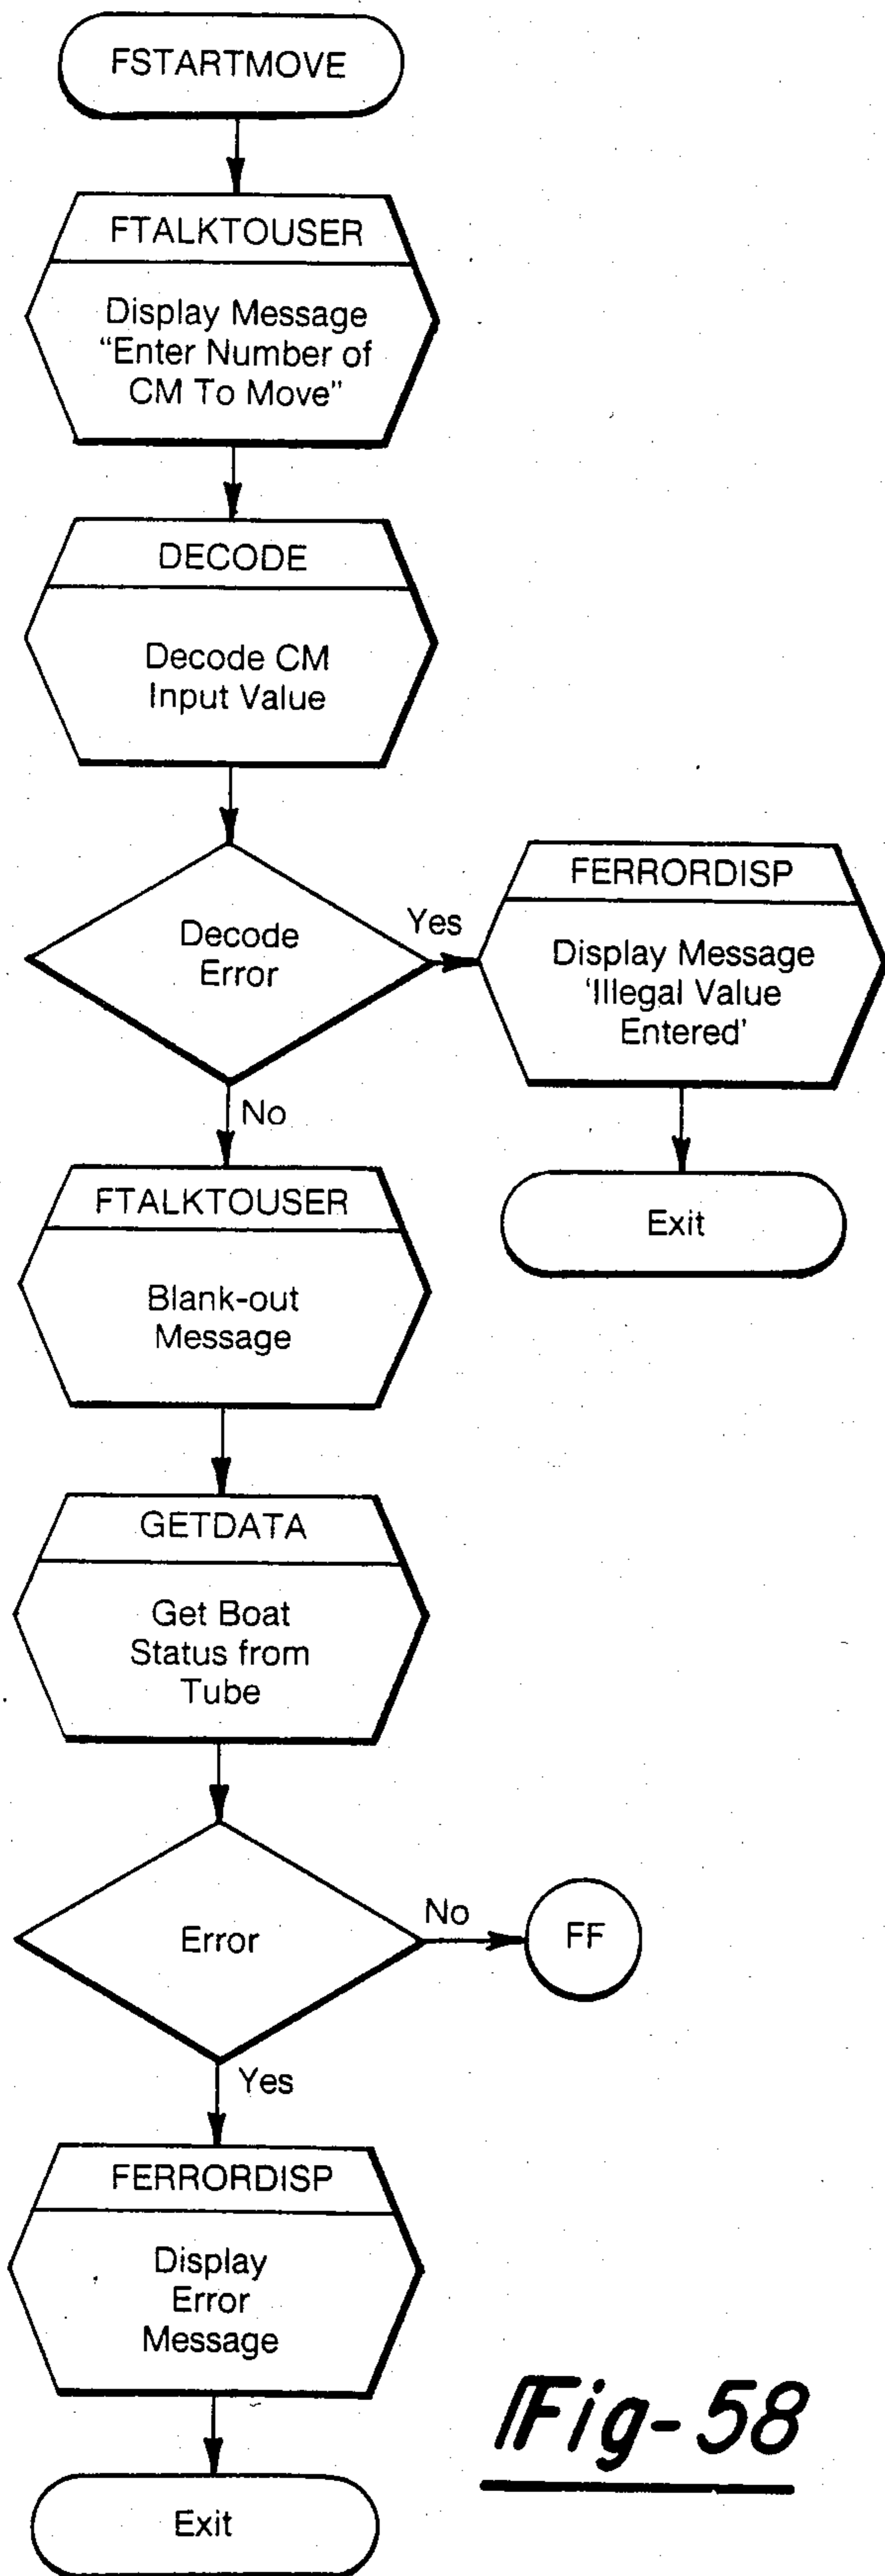 FSTARTMOVE
FTALKTOUSER
Display Message
“Enter Number of
CM To Move”
DECODE
Decode CM
Input Value
Decode
Error
Yes
FERRORDISP
Display Message
‘Illegal Value
Entered’
Exit
No
FTALKTOUSER
Blank-out
Message
GETDATA
Get Boat
Status from
Tube
Error
No
FF
Yes
FERRORDISP
Display
Error
Message
Exit
Fig-58